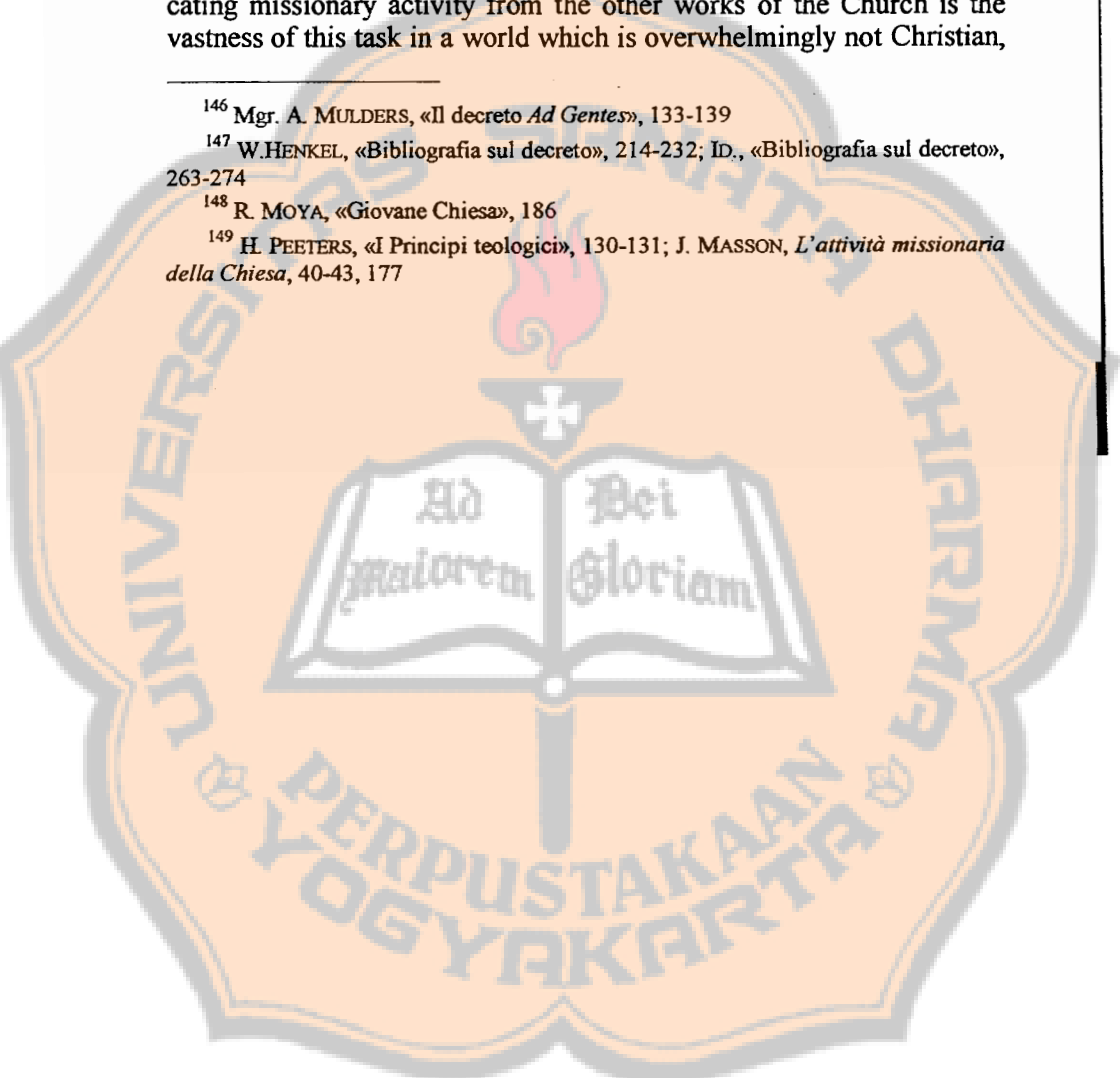 cating missionary activity from the other works of the Church is the
vastness of this task in a world which is overwhelmingly not Christian,
146 Mgr. A. MULDERS, «Il decreto Ad Gentes», 133-139
147 W.HENKEL, «Bibliografia sul decreto», 214-232; ID., «Bibliografia sul decreto»,
263-274
148 R. MOYA, «Giovane Chiesa», 186
149 H. PEETERS, «I Principi teologici», 130-131; J. MASSON, L'attività missionaria
della Chiesa, 40-43, 177
UNIVERSITAS SANATA DHARMA
Ad Dei
maiorem Gloriam
PERPUSTAKAAN
YOGYAKARTA